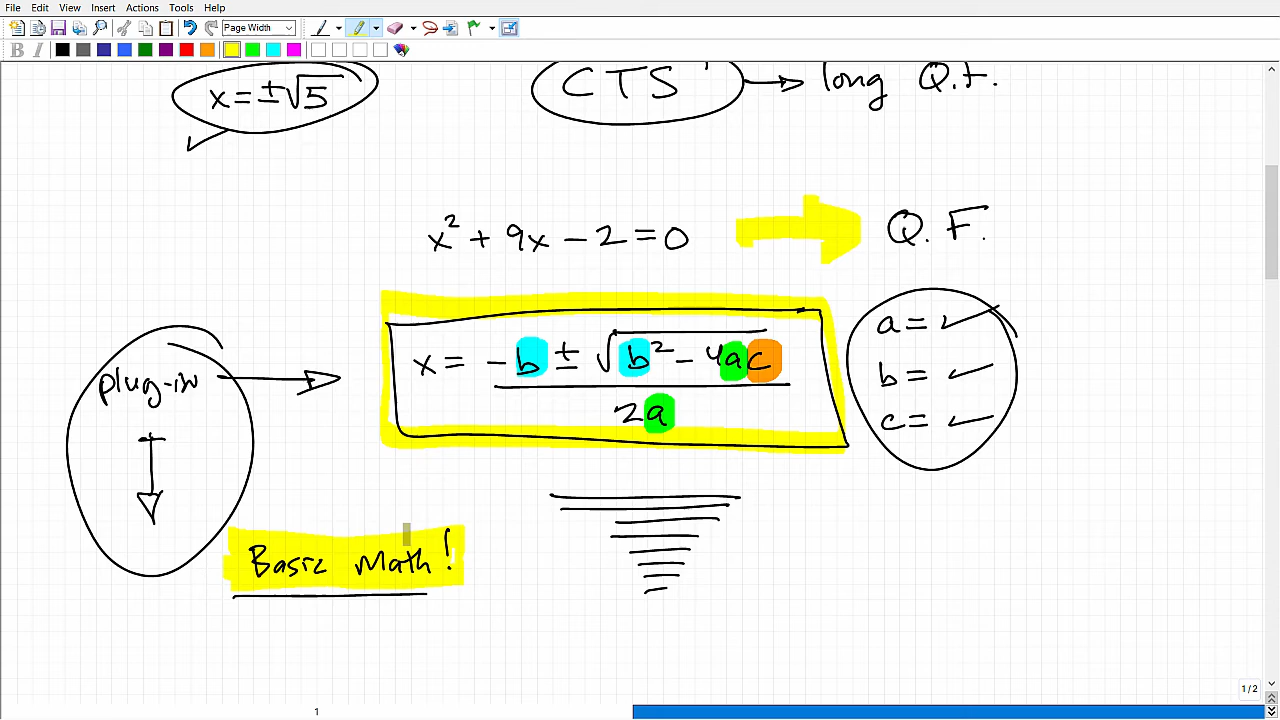 File Edit View Insert Actions Tools Help
Page Width
B I
x = ±√5
CTS → long Q.F.
x² + 9x − 2 = 0 Q. F.
a = ✓
plug-in
x = −b ± √b² − 4ac
b = ✓
2a
c = ✓
Basic Math!
1/2
1